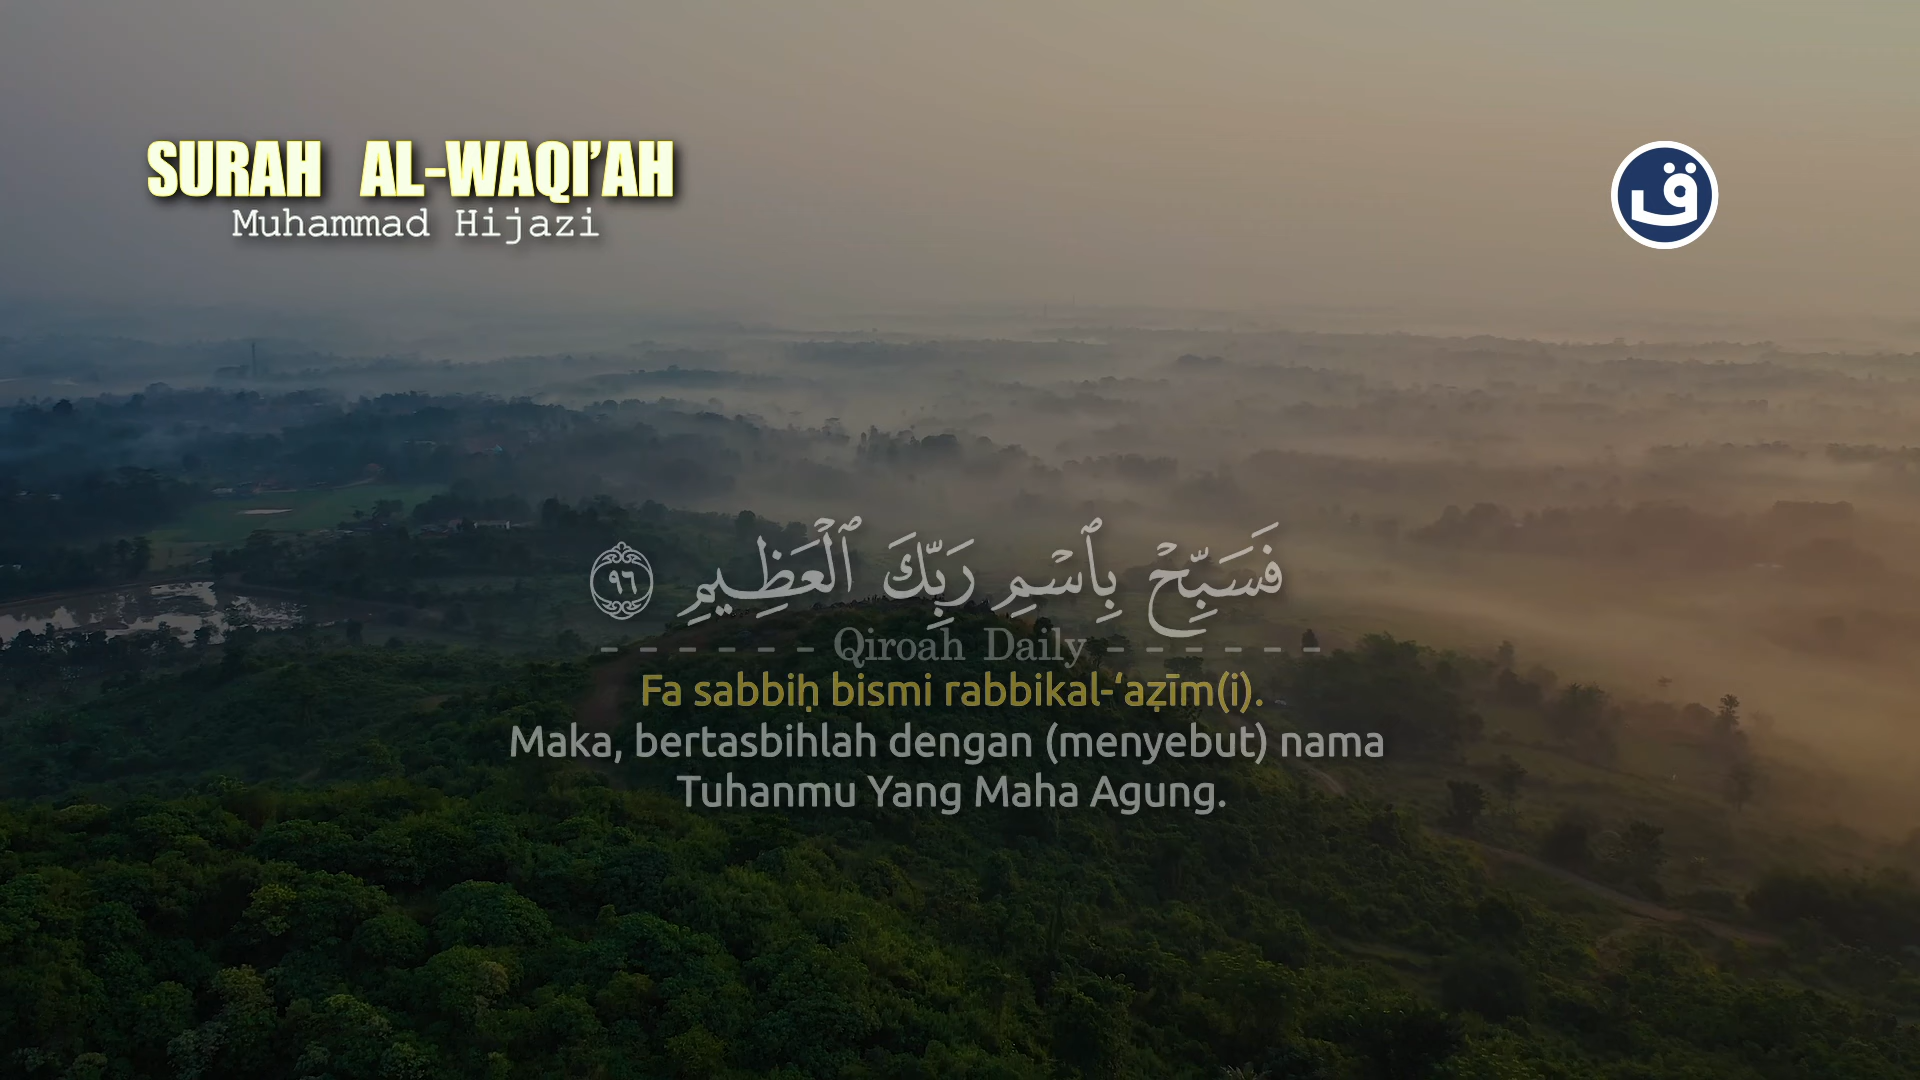 SURAH AL-WAQI’AH
Muhammad Hijazi
ق
فَسَبِّحْ بِٱسْمِ رَبِّكَ ٱلْعَظِيمِ ٩٦
- - - - - - Qiroah Daily - - - - - -
Fa sabbiḥ bismi rabbikal-‘aẓīm(i).
Maka, bertasbihlah dengan (menyebut) nama
Tuhanmu Yang Maha Agung.